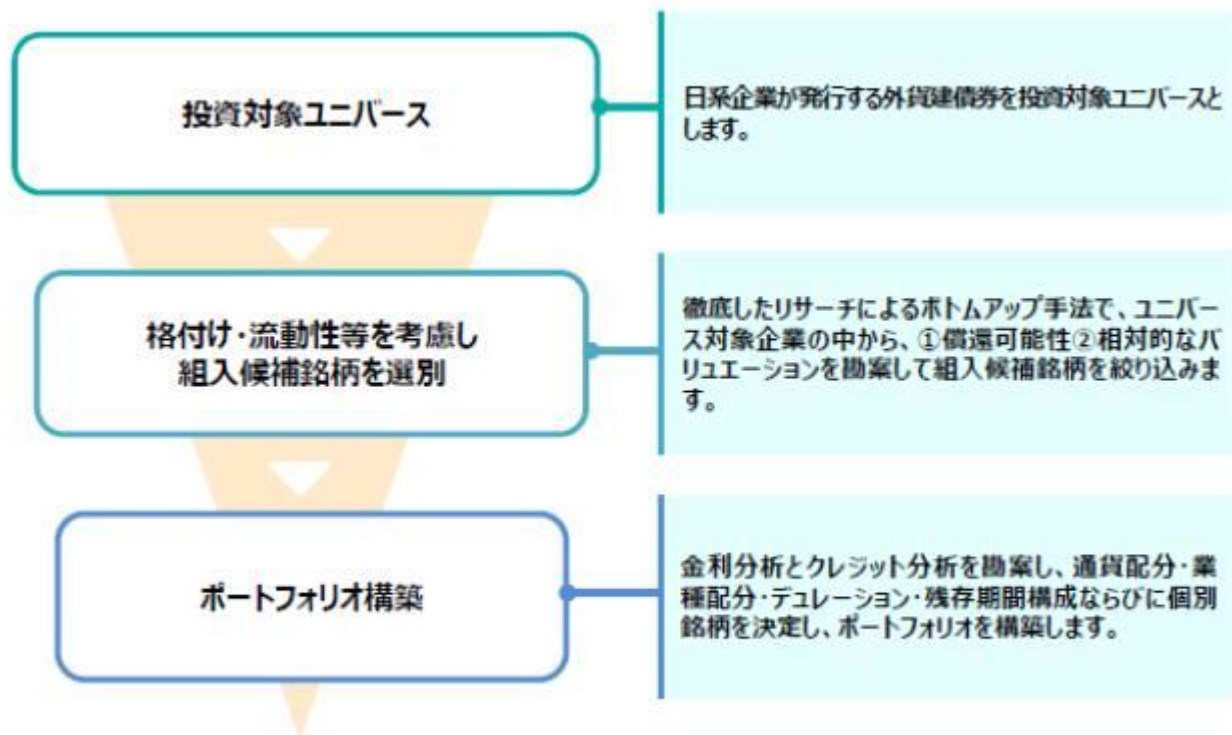 投資対象ユニバース
日系企業が発行する外貨建債券を投資対象ユニバースと
します。
格付け・流動性等を考慮し
組入候補銘柄を選別
徹底したリサーチによるボトムアップ手法で、ユニバー
ス対象企業の中から、①償還可能性②相対的なバ
リュエーションを勘案して組入候補銘柄を絞り込みま
す。
ポートフォリオ構築
金利分析とクレジット分析を勘案し、通貨配分・業
種配分・デュレーション・残存期間構成ならびに個別
銘柄を決定し、ポートフォリオを構築します。